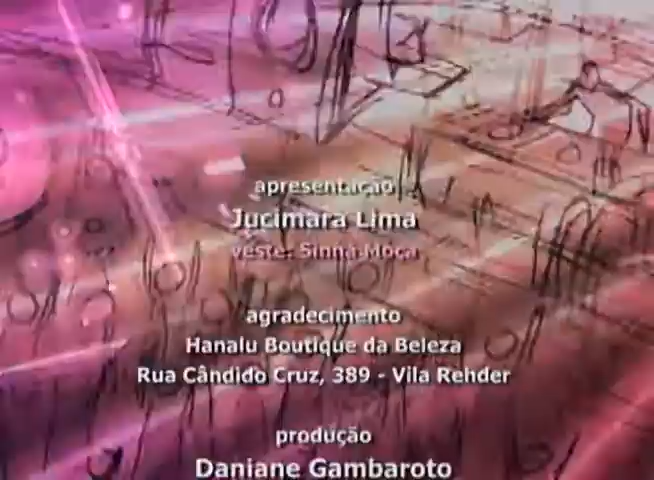 apresentação
Jucimara Lima
veste: Sinná Moça
agradecimento
Hanalu Boutique da Beleza
Rua Cândido Cruz, 389 - Vila Rehder
produção
Daniane Gambaroto